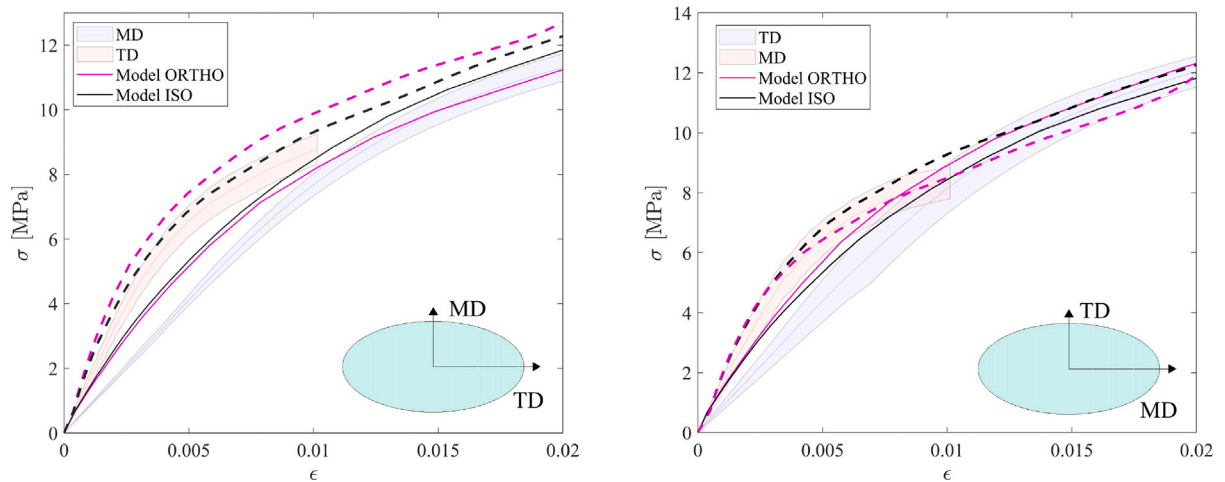 12
10
8
6
4
2
0
σ [MPa]
MD
TD
Model ORTHO
Model ISO
MD
TD
0
0.005
0.01
0.015
0.02
ϵ
14
12
10
8
6
4
2
0
σ [MPa]
TD
MD
Model ORTHO
Model ISO
TD
MD
0
0.005
0.01
0.015
0.02
ϵ